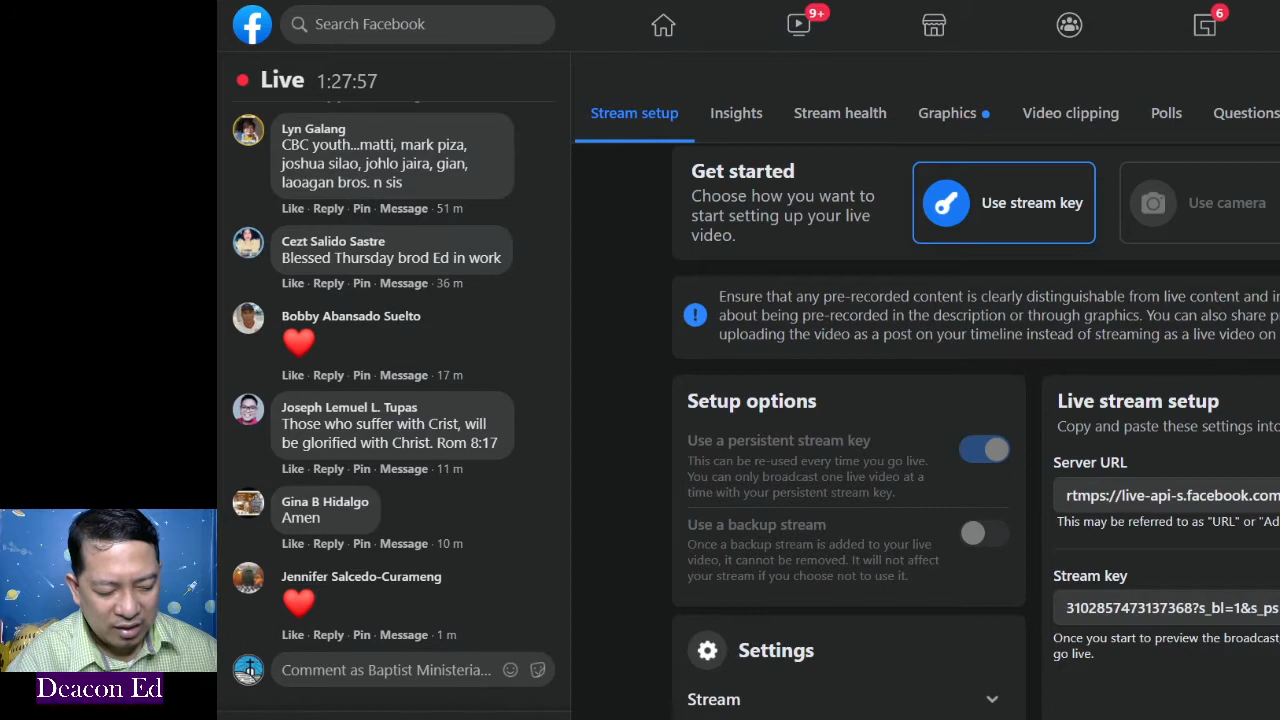 Search Facebook
9+
6
Live 1:27:57
Stream setup
Insights
Stream health
Graphics
Video clipping
Polls
Questions
Lyn Galang
CBC youth...matti, mark piza,
joshua silao, johlo jaira, gian,
laoagan bros. n sis
Like · Reply · Pin · Message · 51 m
Cezt Salido Sastre
Blessed Thursday brod Ed in work
Like · Reply · Pin · Message · 36 m
Bobby Abansado Suelto
Like · Reply · Pin · Message · 17 m
Joseph Lemuel L. Tupas
Those who suffer with Crist, will
be glorified with Christ. Rom 8:17
Like · Reply · Pin · Message · 11 m
Gina B Hidalgo
Amen
Like · Reply · Pin · Message · 10 m
Jennifer Salcedo-Curameng
Like · Reply · Pin · Message · 1 m
Comment as Baptist Ministeria...
Get started
Choose how you want to
start setting up your live
video.
Use stream key
Use camera
Ensure that any pre-recorded content is clearly distinguishable from live content and
about being pre-recorded in the description or through graphics. You can also share
uploading the video as a post on your timeline instead of streaming as a live video on
Setup options
Use a persistent stream key
This can be re-used every time you go live.
You can only broadcast one live video at a
time with your persistent stream key.
Use a backup stream
Once a backup stream is added to your live
video, it cannot be removed. It will not affect
your stream if you choose not to use it.
Settings
Stream
Live stream setup
Copy and paste these settings into
Server URL
rtmps://live-api-s.facebook.com
This may be referred to as "URL" or "Ad
Stream key
310285743137368?s_bl=1&s_ps
Once you start to preview the broadcast
go live.
Deacon Ed